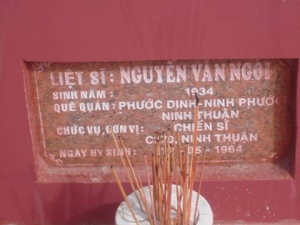 LIỆT SĨ : NGUYỄN VĂN NGÔI
SINH NĂM : 1934
QUÊ QUÁN : PHƯỚC DINH-NINH PHƯỚC
NINH THUẬN
CHỨC VỤ, ĐƠN VỊ : CHIẾN SĨ
NINH THUẬN
NGÀY HY SINH : -05-1964